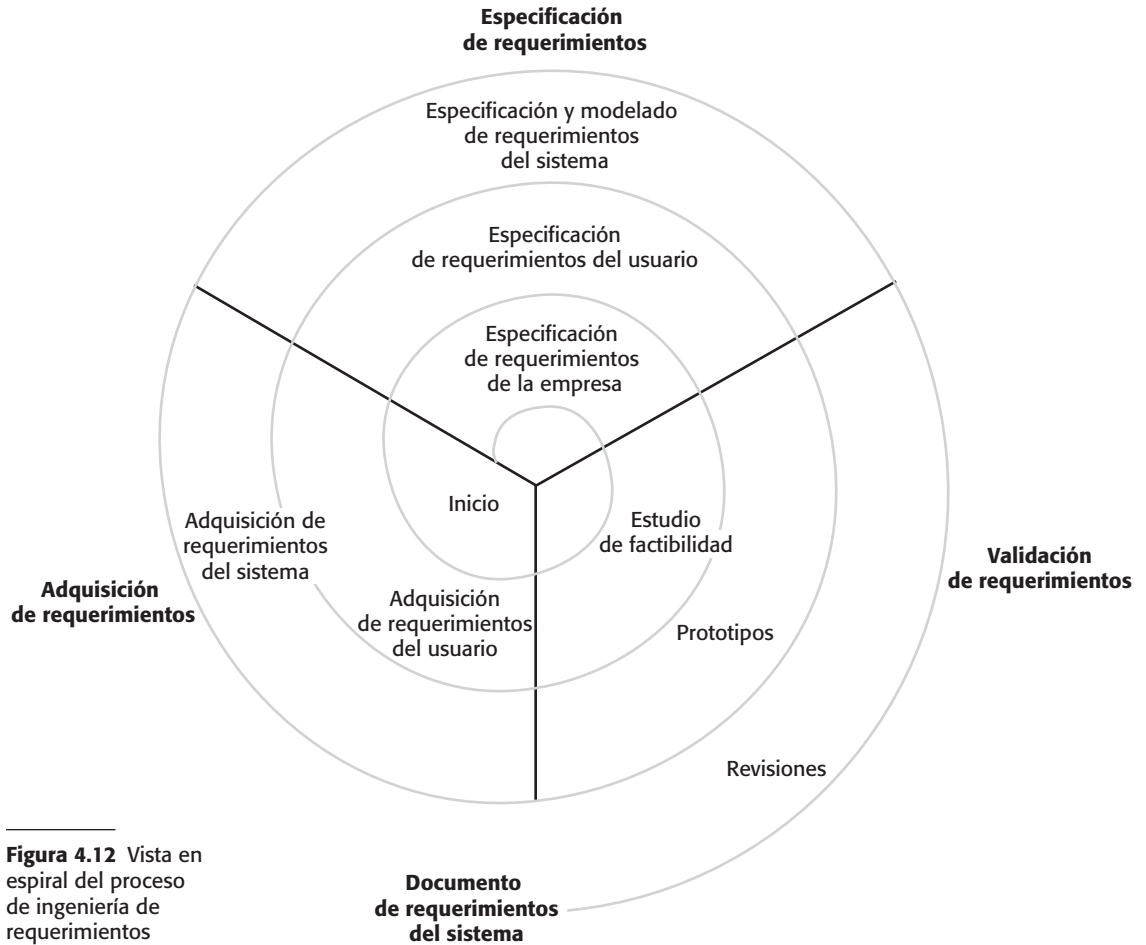 Especificación
de requerimientos
Especificación y modelado
de requerimientos
del sistema
Especificación
de requerimientos del usuario
Especificación
de requerimientos
de la empresa
Inicio
Estudio
de factibilidad
Adquisición de
requerimientos
del sistema
Adquisición
de requerimientos
Validación
de requerimientos
Adquisición
de requerimientos
del usuario
Prototipos
Revisiones
Figura 4.12 Vista en
espiral del proceso
de ingeniería de
requerimientos
Documento
de requerimientos
del sistema